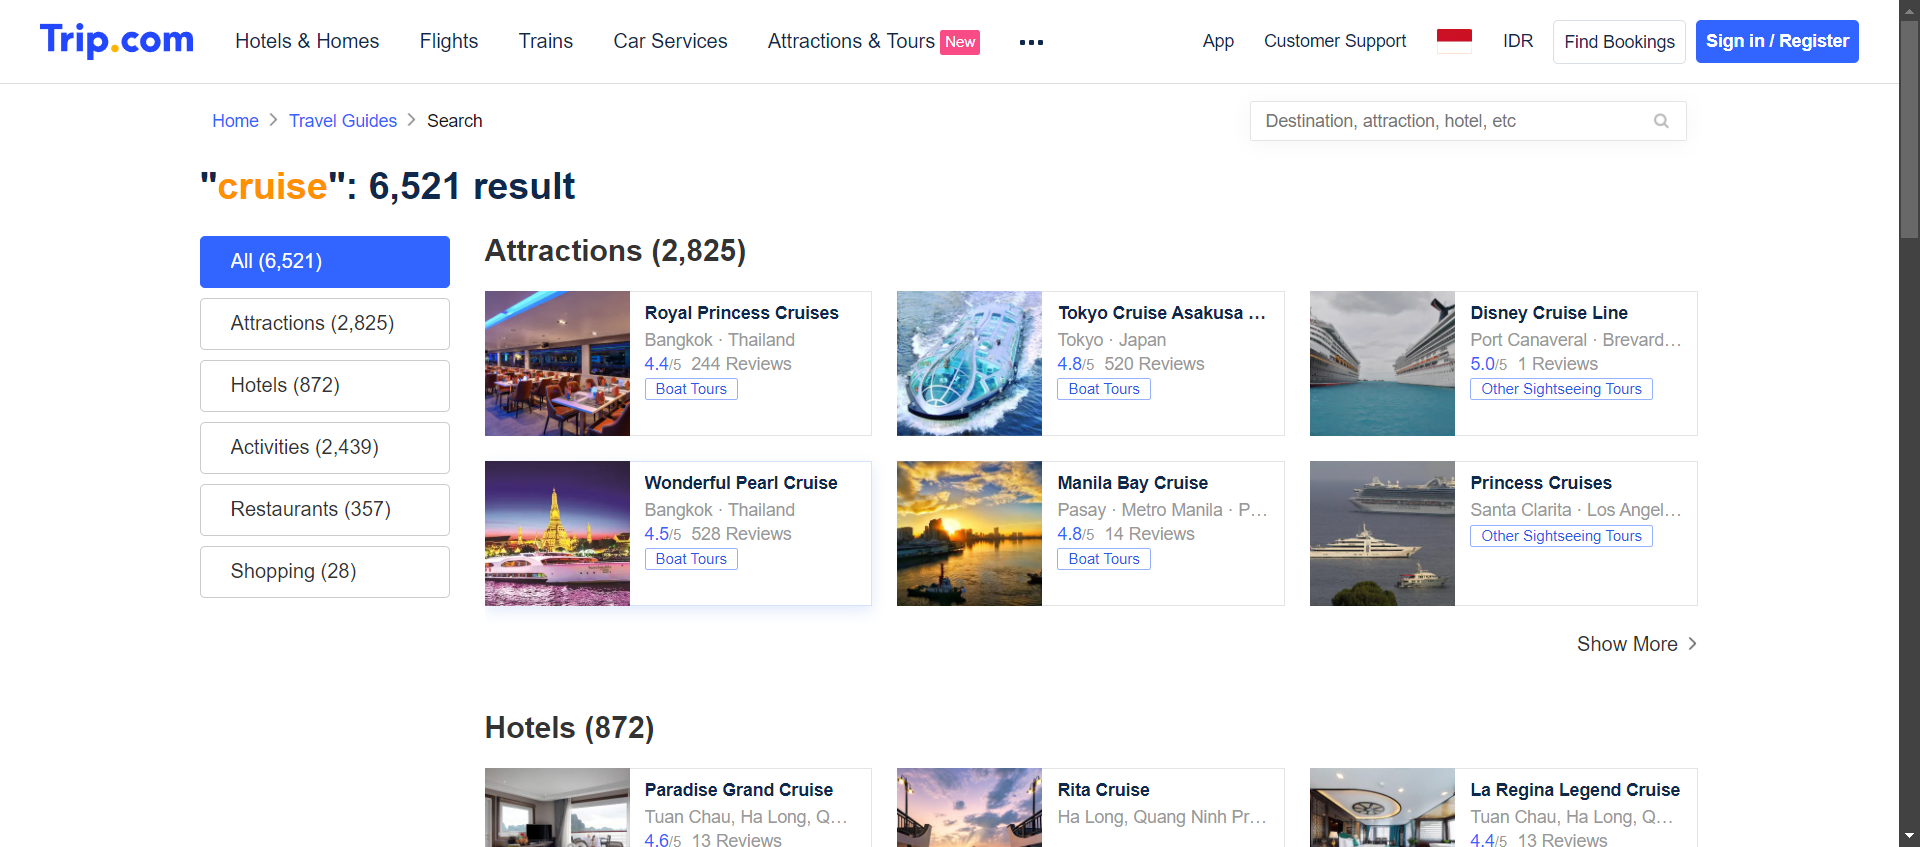 Trip.com
Hotels & Homes
Flights
Trains
Car Services
Attractions & Tours New
App
Customer Support
IDR
Find Bookings
Sign in / Register
Home
Travel Guides
Search
Destination, attraction, hotel, etc
"cruise": 6,521 result
All (6,521)
Attractions (2,825)
Hotels (872)
Activities (2,439)
Restaurants (357)
Shopping (28)
Attractions (2,825)
Royal Princess Cruises
Bangkok · Thailand
4.4/5 244 Reviews
Boat Tours
Tokyo Cruise Asakusa ...
Tokyo · Japan
4.8/5 520 Reviews
Boat Tours
Disney Cruise Line
Port Canaveral · Brevard...
5.0/5 1 Reviews
Other Sightseeing Tours
Wonderful Pearl Cruise
Bangkok · Thailand
4.5/5 528 Reviews
Boat Tours
Manila Bay Cruise
Pasay · Metro Manila · P...
4.8/5 14 Reviews
Boat Tours
Princess Cruises
Santa Clarita · Los Angel...
Other Sightseeing Tours
Show More
Hotels (872)
Paradise Grand Cruise
Tuan Chau, Ha Long, Q...
4.6/5 13 Reviews
Rita Cruise
Ha Long, Quang Ninh Pr...
La Regina Legend Cruise
Tuan Chau, Ha Long, Q...
4.4/5 13 Reviews